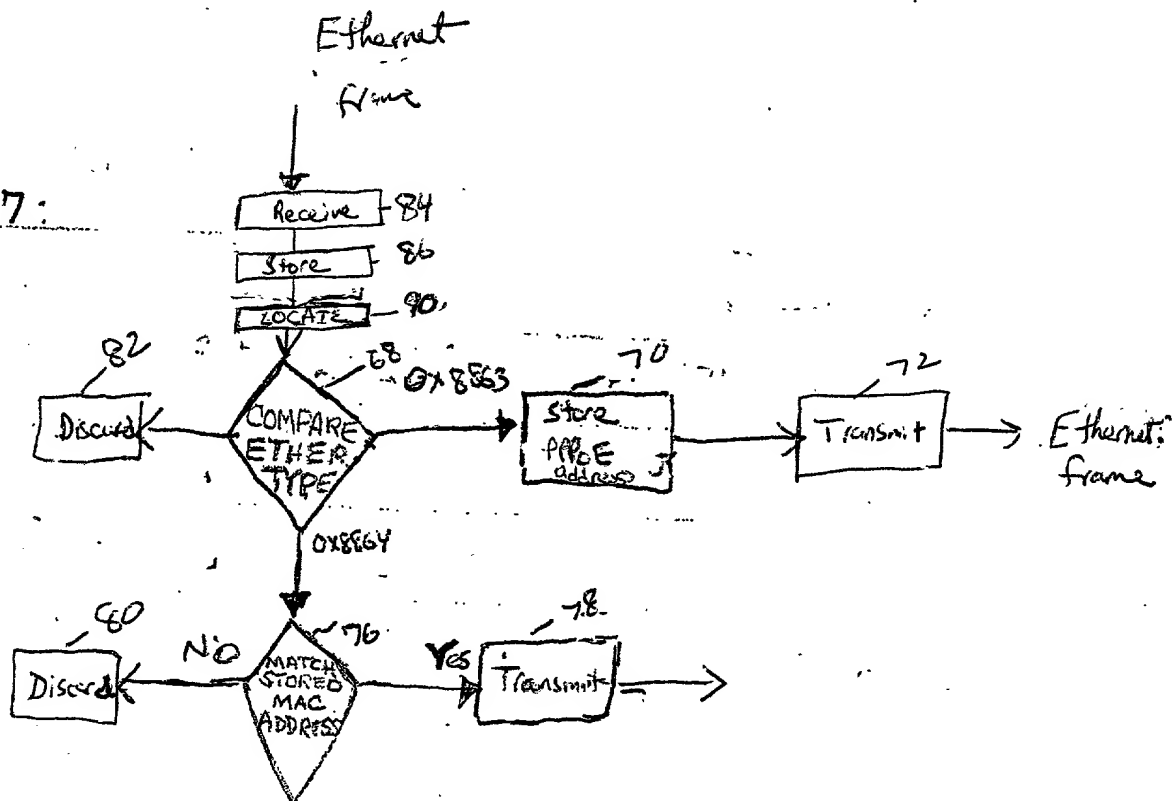 Ethernet
frame
7:
Receive
84
Store
86
LOCATE
90
82
68
0x8863
70
72
Discard
COMPARE
ETHER
TYPE
Store
PPPoE
address
Transmit
Ethernet
frame
0x8864
80
NO
76
Yes
78
Discard
MATCH
STORED
MAC
ADDRESS
Transmit